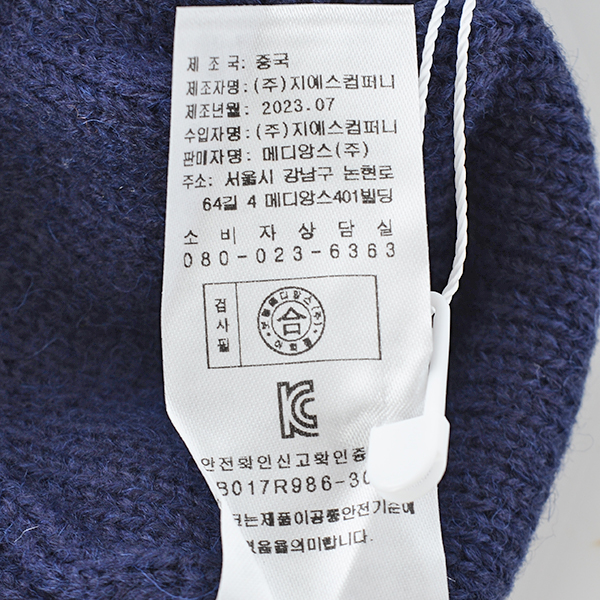 제 조 국: 중국
제조자명: (주)지에스컴퍼니
제조년월: 2023.07
수입자명: (주)지에스컴퍼니
판매자명: 메디앙스(주)
주소: 서울시 강남구 논현로
64길 4 메디앙스401빌딩
소 비 자 상 담 실
080-023-6363
검사필
합
안전확인신고확인증
B017R986-30
크는제품이공통안전기준에
었음을의미합니다.